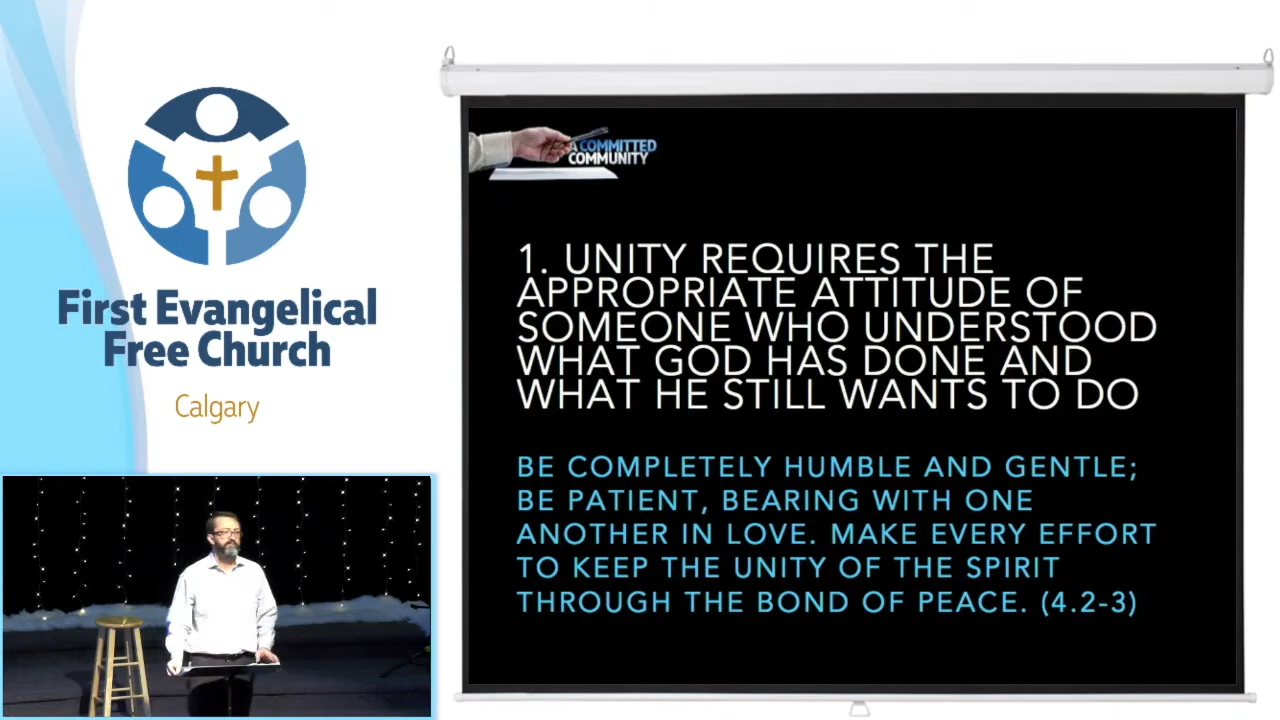 First Evangelical
Free Church
Calgary
A COMMITTED
COMMUNITY
1. UNITY REQUIRES THE
APPROPRIATE ATTITUDE OF
SOMEONE WHO UNDERSTOOD
WHAT GOD HAS DONE AND
WHAT HE STILL WANTS TO DO
BE COMPLETELY HUMBLE AND GENTLE;
BE PATIENT, BEARING WITH ONE
ANOTHER IN LOVE. MAKE EVERY EFFORT
TO KEEP THE UNITY OF THE SPIRIT
THROUGH THE BOND OF PEACE. (4.2-3)